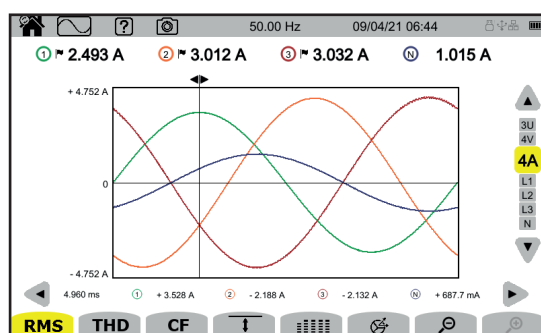 ? 50.00 Hz 09/04/21 06:44
1 2.493 A 2 3.012 A 3 3.032 A N 1.015 A
+ 4.752 A
0
- 4.752 A
3U
4V
4A
L1
L2
L3
N
4.960 ms 1 + 3.528 A 2 - 2.188 A 3 - 2.132 A N + 687.7 mA
RMS THD CF